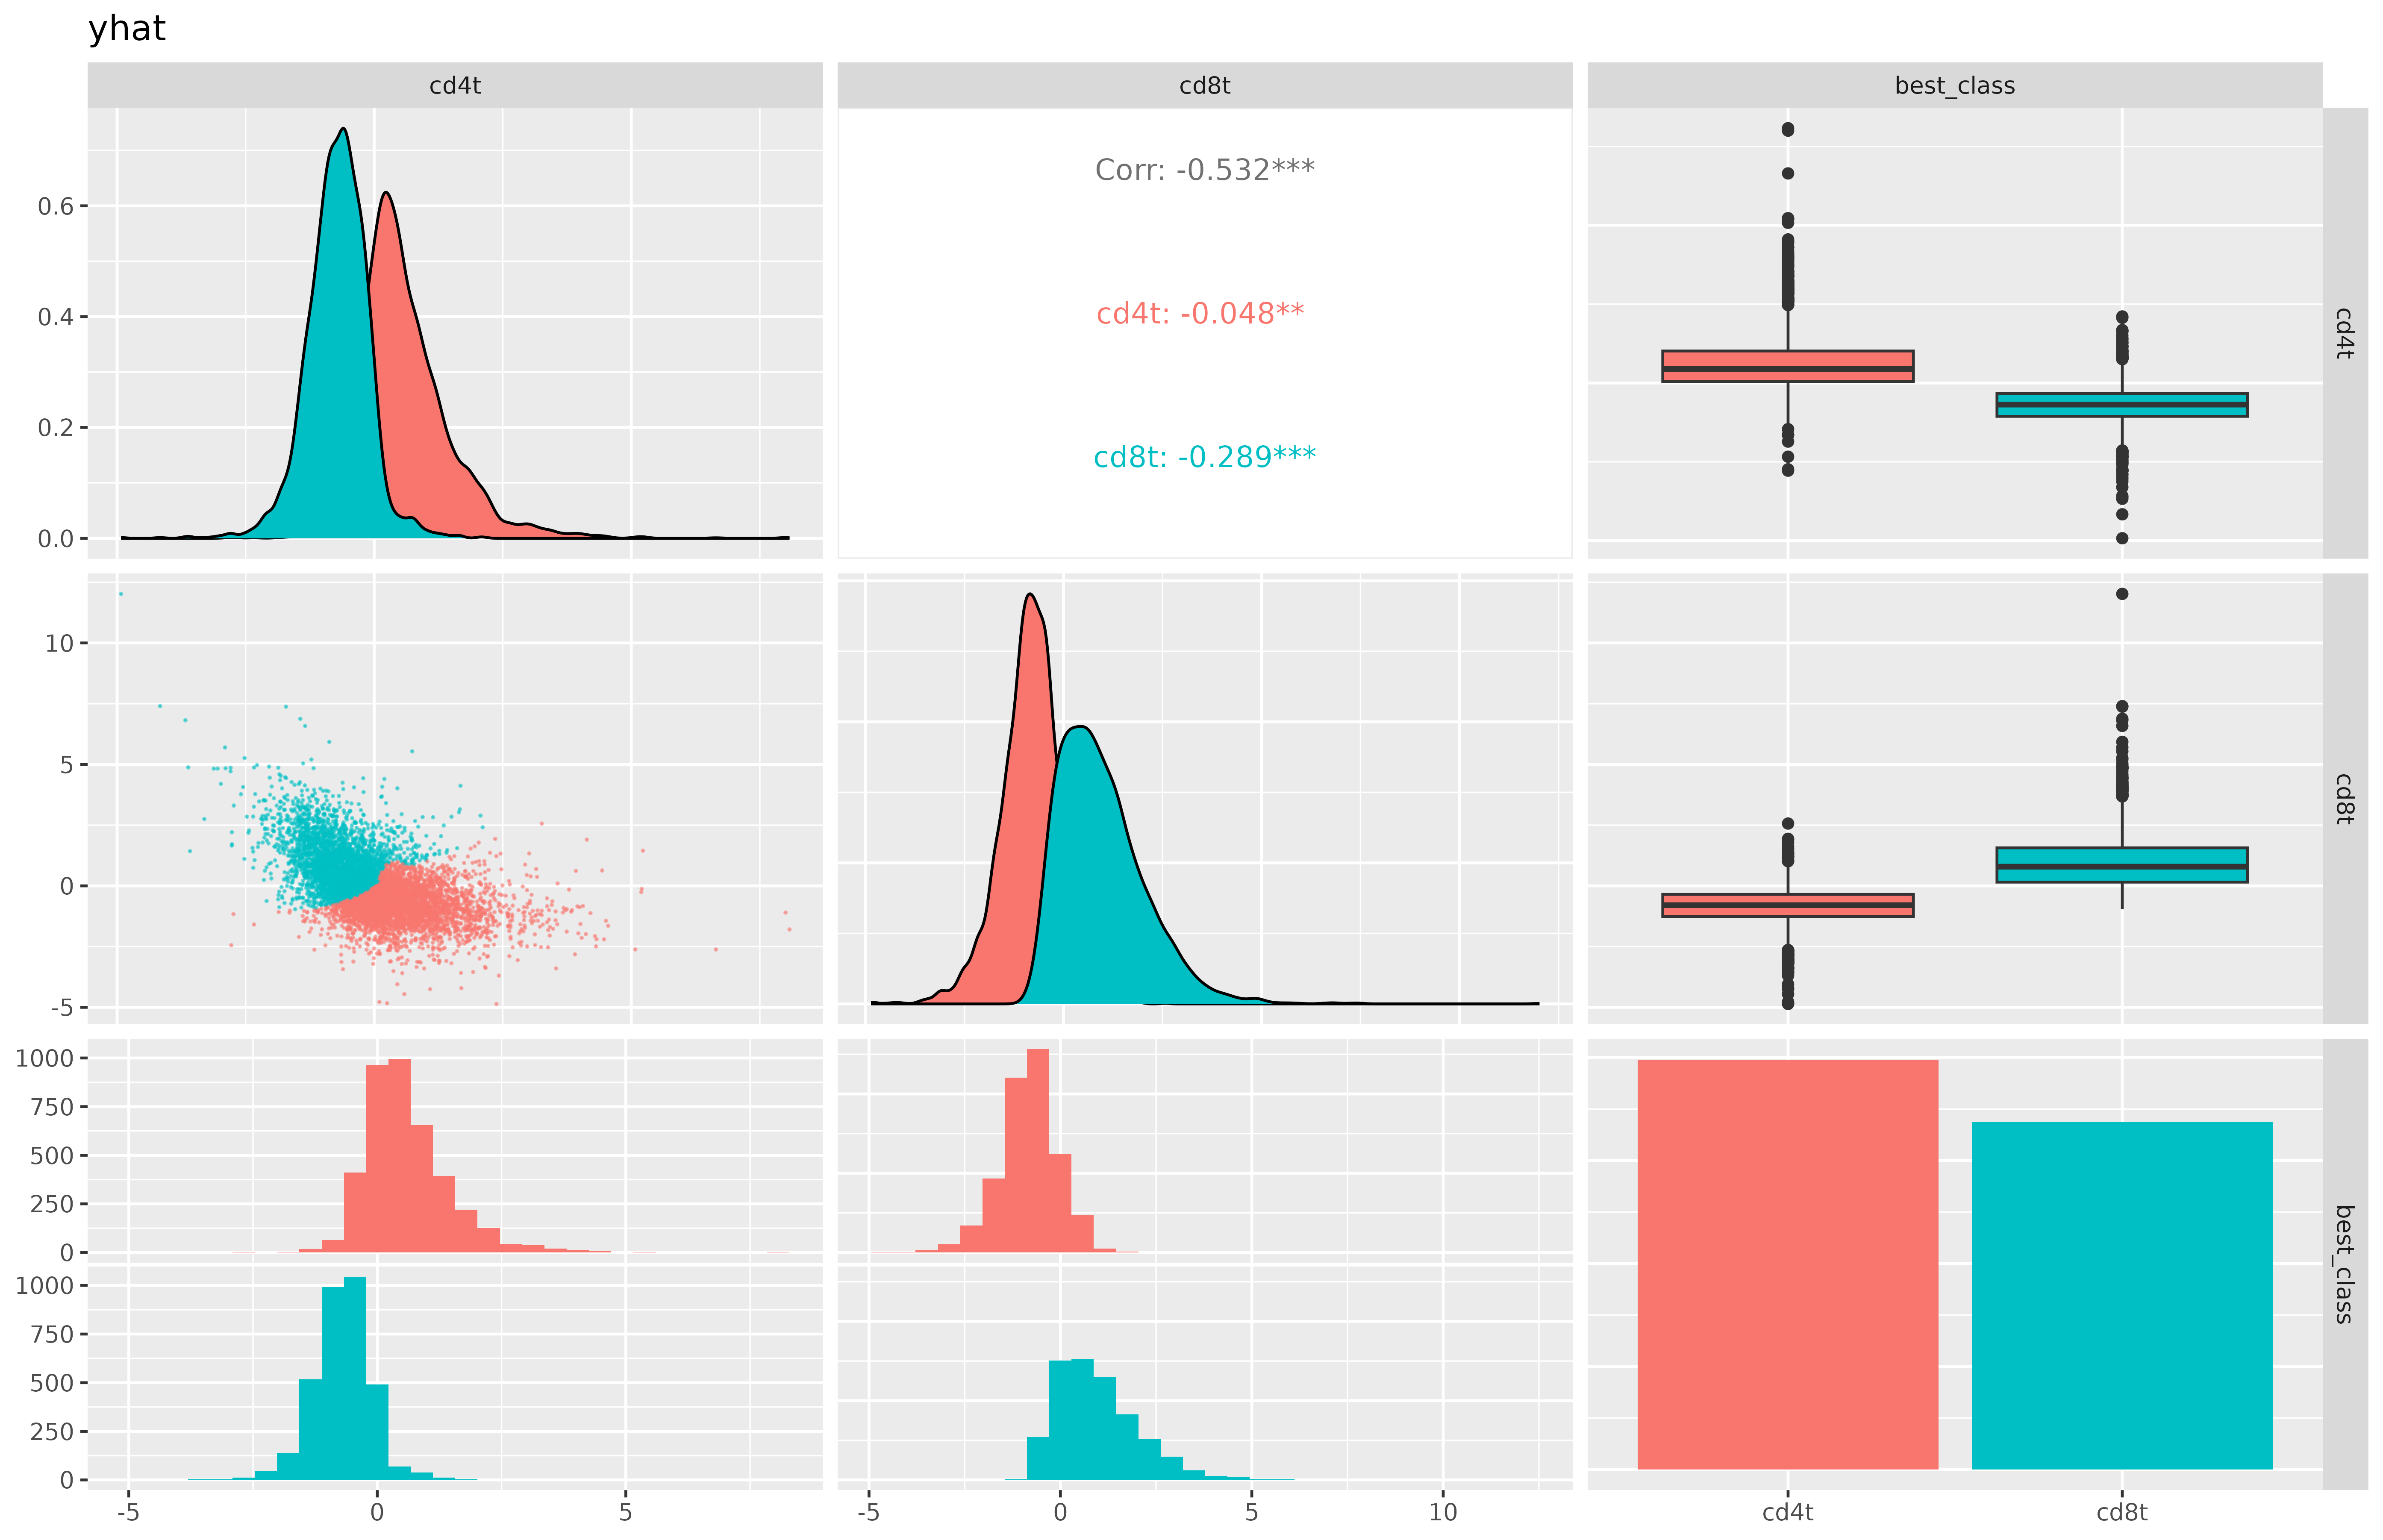 yhat
cd4t
cd8t
best_class
0.6
0.4
0.2
0.0
Corr: -0.532***
cd4t: -0.048**
cd8t: -0.289***
cd4t
10
5
0
-5
cd8t
1000
750
500
250
0
1000
750
500
250
0
best_class
-5 0 5
-5 0 5 10
cd4t cd8t